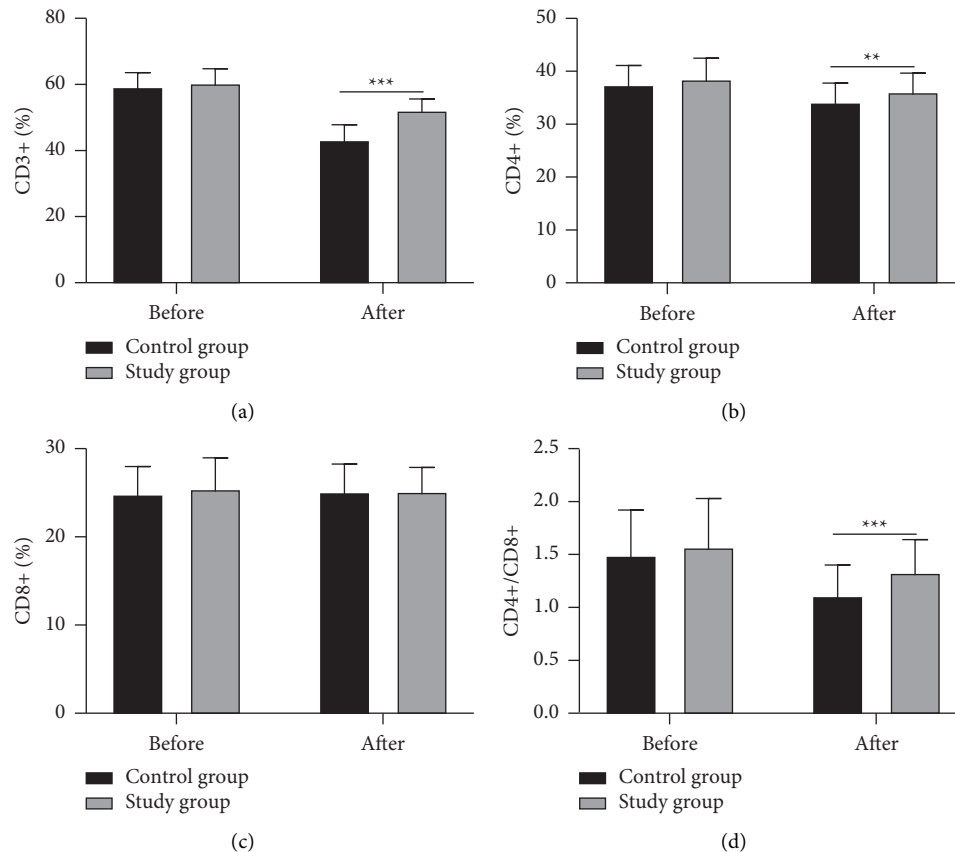 80
60
40
20
0
CD3+ (%)
***
Before
After
Control group
Study group
(a)
50
40
30
20
10
0
CD4+ (%)
**
Before
After
Control group
Study group
(b)
30
20
10
0
CD8+ (%)
Before
After
Control group
Study group
(c)
2.5
2.0
1.5
1.0
0.5
0.0
CD4+/CD8+
***
Before
After
Control group
Study group
(d)